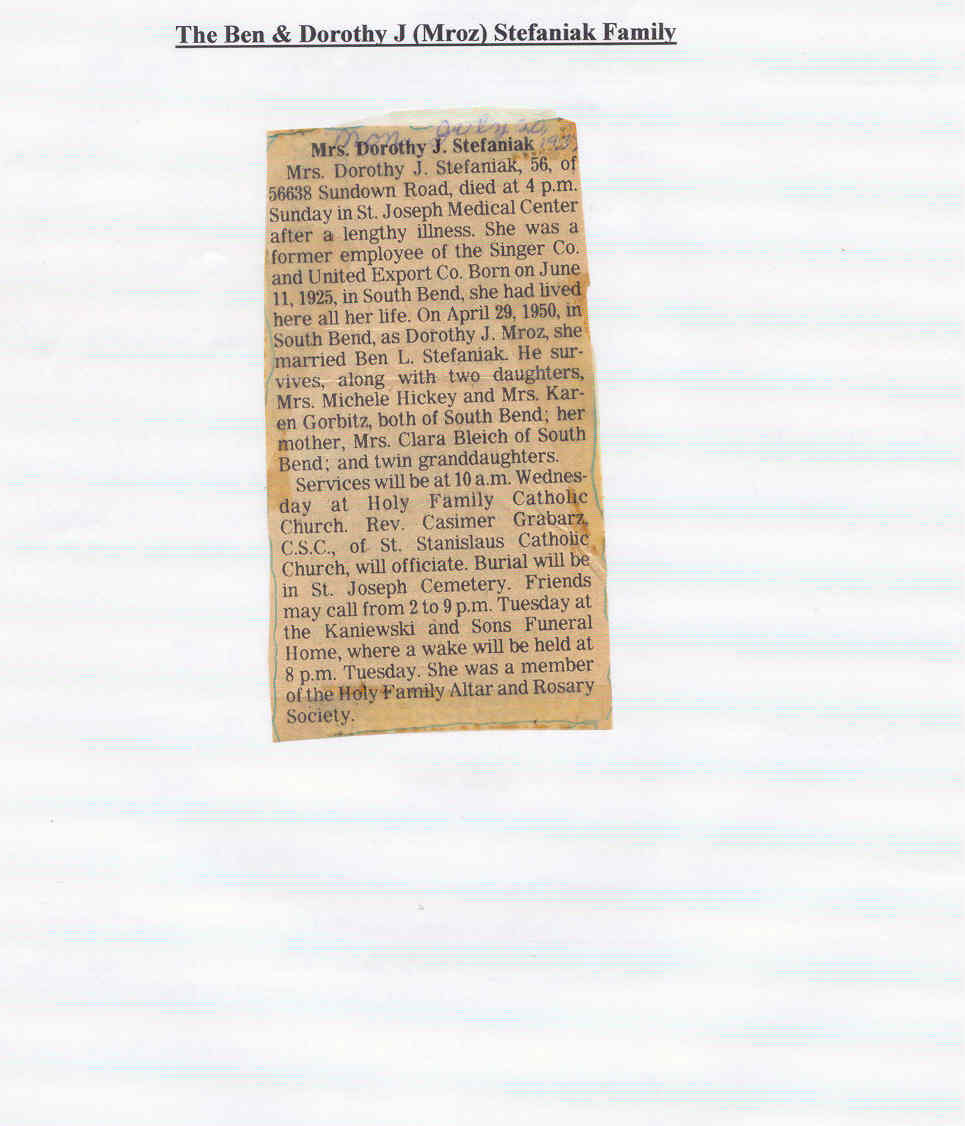 The Ben & Dorothy J (Mroz) Stefaniak Family
Mon. July 20,
Mrs. Dorothy J. Stefaniak
Mrs. Dorothy J. Stefaniak, 56, of
56638 Sundown Road, died at 4 p.m.
Sunday in St. Joseph Medical Center
after a lengthy illness. She was a
former employee of the Singer Co.
and United Export Co. Born on June
11, 1925, in South Bend, she had lived
here all her life. On April 29, 1950, in
South Bend, as Dorothy J. Mroz, she
married Ben L. Stefaniak. He sur-
vives, along with two daughters,
Mrs. Michele Hickey and Mrs. Kar-
en Gorbitz, both of South Bend; her
mother, Mrs. Clara Bleich of South
Bend; and twin granddaughters.
Services will be at 10 a.m. Wednes-
day at Holy Family Catholic
Church. Rev. Casimer Grabarz,
C.S.C., of St. Stanislaus Catholic
Church, will officiate. Burial will be
in St. Joseph Cemetery. Friends
may call from 2 to 9 p.m. Tuesday at
the Kaniewski and Sons Funeral
Home, where a wake will be held at
8 p.m. Tuesday. She was a member
of the Holy Family Altar and Rosary
Society.